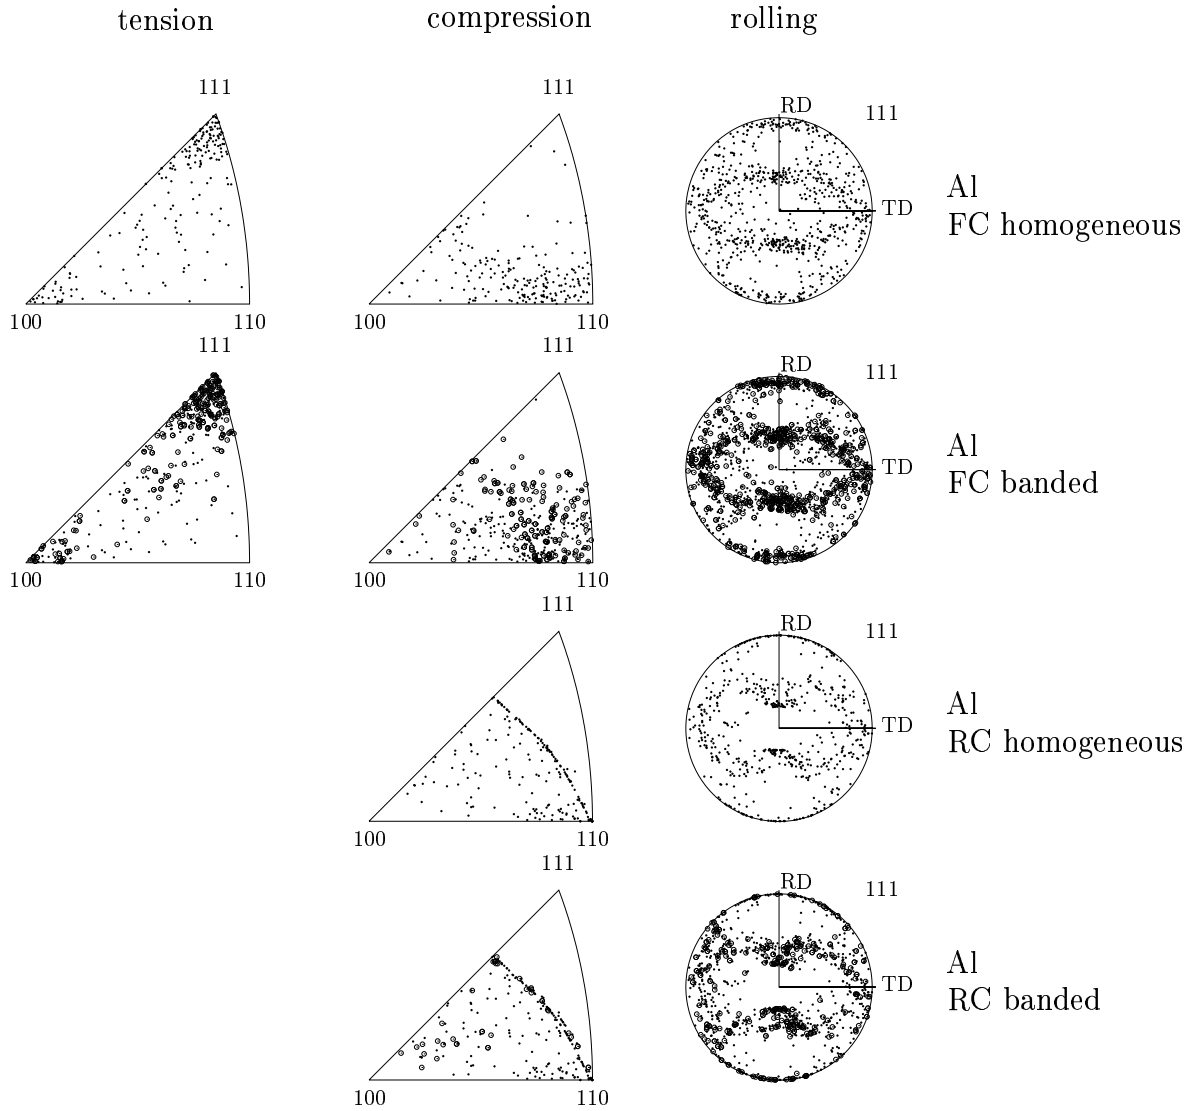 tension compression rolling
111 111 RD 111
TD
Al
FC homogeneous
100 110 100 110
111 111 RD 111
TD
Al
FC banded
100 110 100 110
111 RD 111
TD
Al
RC homogeneous
100 110
111 RD 111
TD
Al
RC banded
100 110